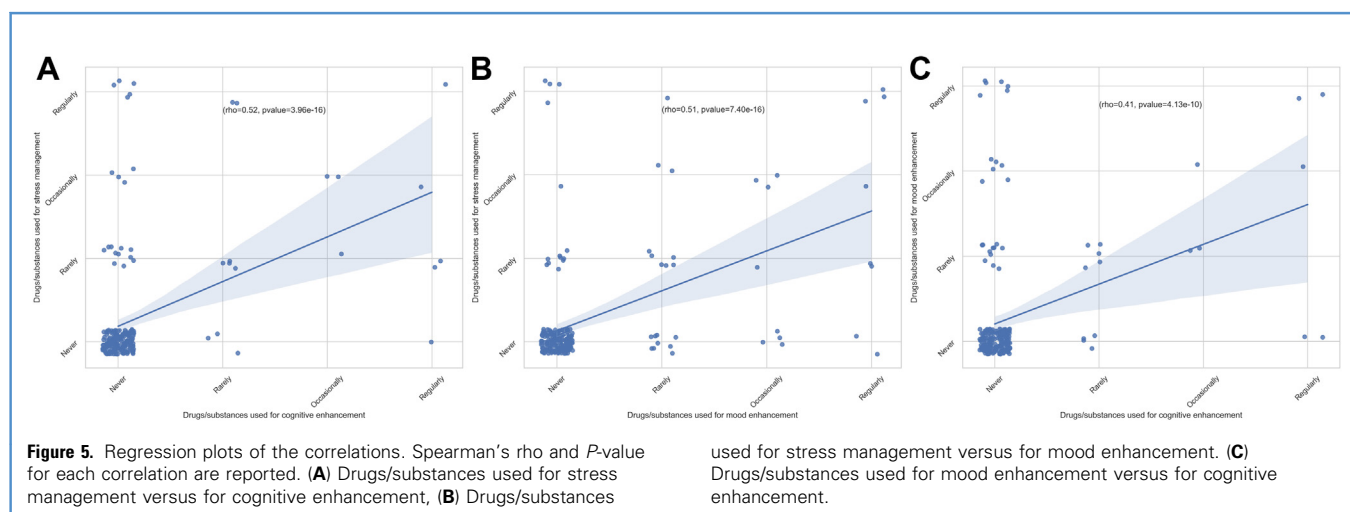 A
Regularly
Occasionally
Rarely
Never
Drugs/substances used for stress management
(rho=0.52, pvalue=3.96e-16)
Never
Rarely
Occasionally
Regularly
Drugs/substances used for cognitive enhancement
B
Regularly
Occasionally
Rarely
Never
Drugs/substances used for stress management
(rho=0.51, pvalue=7.40e-16)
Never
Rarely
Occasionally
Regularly
Drugs/substances used for mood enhancement
C
Regularly
Occasionally
Rarely
Never
Drugs/substances used for mood enhancement
(rho=0.41, pvalue=4.13e-10)
Never
Rarely
Occasionally
Regularly
Drugs/substances used for cognitive enhancement
Figure 5. Regression plots of the correlations. Spearman's rho and P-value
for each correlation are reported. (A) Drugs/substances used for stress
management versus for cognitive enhancement, (B) Drugs/substances
used for stress management versus for mood enhancement. (C)
Drugs/substances used for mood enhancement versus for cognitive
enhancement.